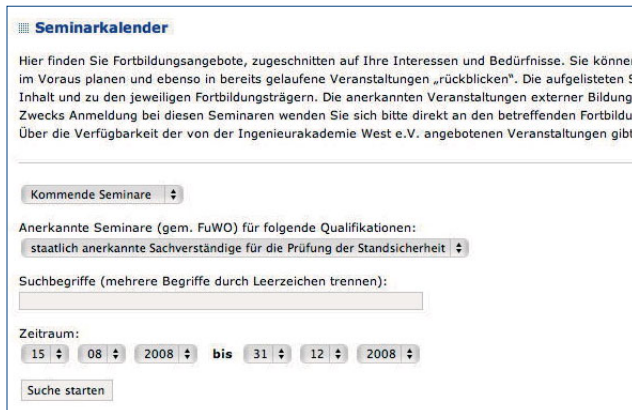 Seminarkalender
Hier finden Sie Fortbildungsangebote, zugeschnitten auf Ihre Interessen und Bedürfnisse. Sie könne
im Voraus planen und ebenso in bereits gelaufene Veranstaltungen „rückblicken". Die aufgelisteten S
Inhalt und zu den jeweiligen Fortbildungsträgern. Die anerkannten Veranstaltungen externer Bildung
Zwecks Anmeldung bei diesen Seminaren wenden Sie sich bitte direkt an den betreffenden Fortbildu
Über die Verfügbarkeit der von der Ingenieurakademie West e.V. angebotenen Veranstaltungen gibt
Kommende Seminare
Anerkannte Seminare (gem. FuWO) für folgende Qualifikationen:
staatlich anerkannte Sachverständige für die Prüfung der Standsicherheit
Suchbegriffe (mehrere Begriffe durch Leerzeichen trennen):
Zeitraum:
15 08 2008 bis 31 12 2008
Suche starten